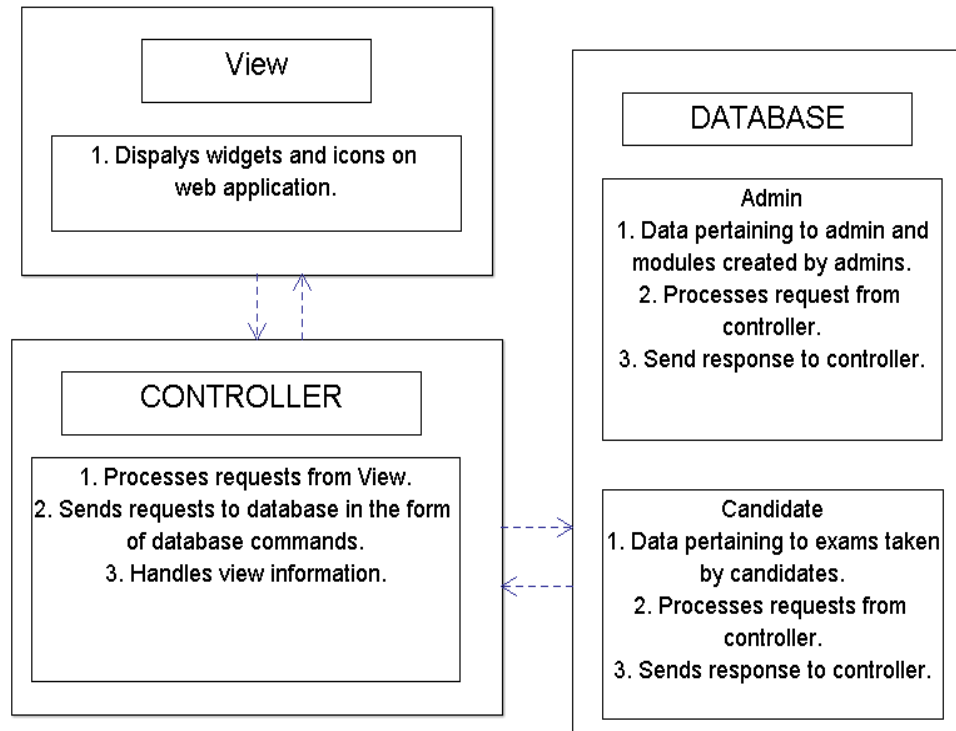 View
1. Dispalys widgets and icons on
web application.
CONTROLLER
1. Processes requests from View.
2. Sends requests to database in the form
of database commands.
3. Handles view information.
DATABASE
Admin
1. Data pertaining to admin and
modules created by admins.
2. Processes request from
controller.
3. Send response to controller.
Candidate
1. Data pertaining to exams taken
by candidates.
2. Processes requests from
controller.
3. Sends response to controller.